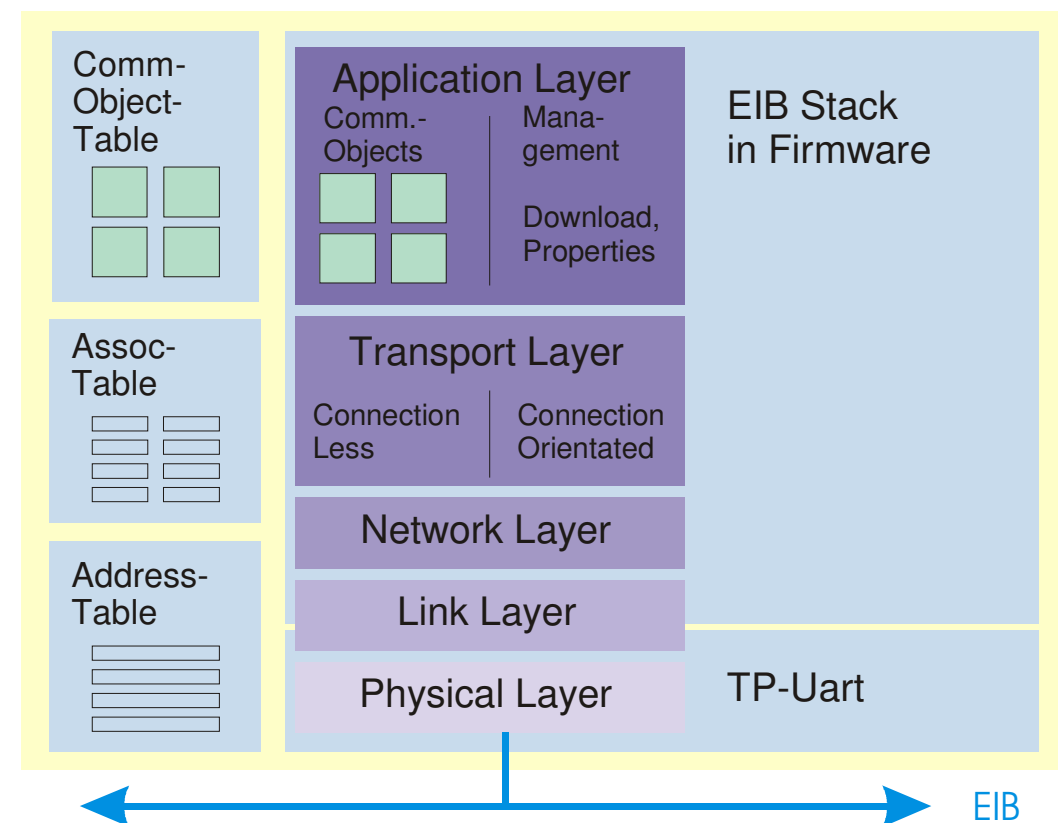 Comm-
Object-
Table
Application Layer
Comm.-
Objects
Mana-
gement
Download,
Properties
EIB Stack
in Firmware
Assoc-
Table
Transport Layer
Connection
Less
Connection
Orientated
Network Layer
Address-
Table
Link Layer
Physical Layer
TP-Uart
EIB